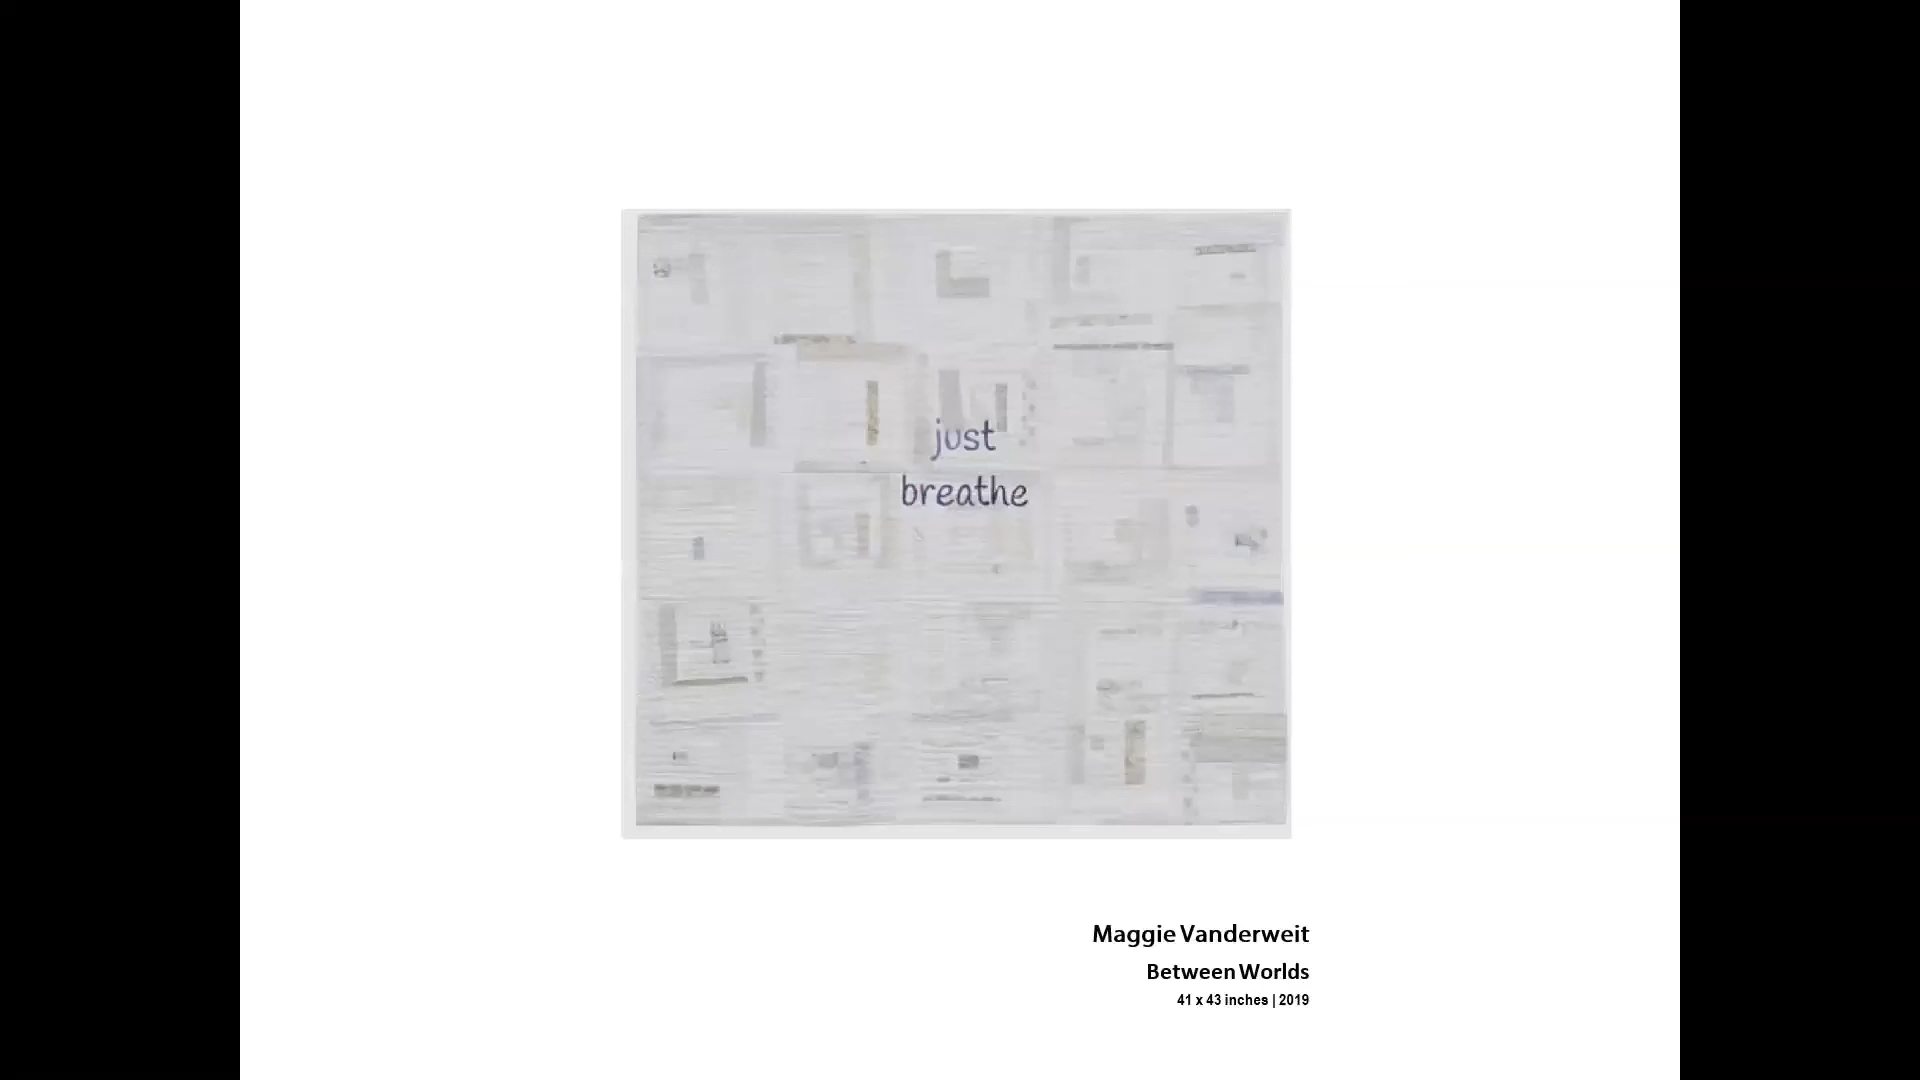 just
breathe
Maggie Vanderweit
Between Worlds
41 x 43 inches | 2019